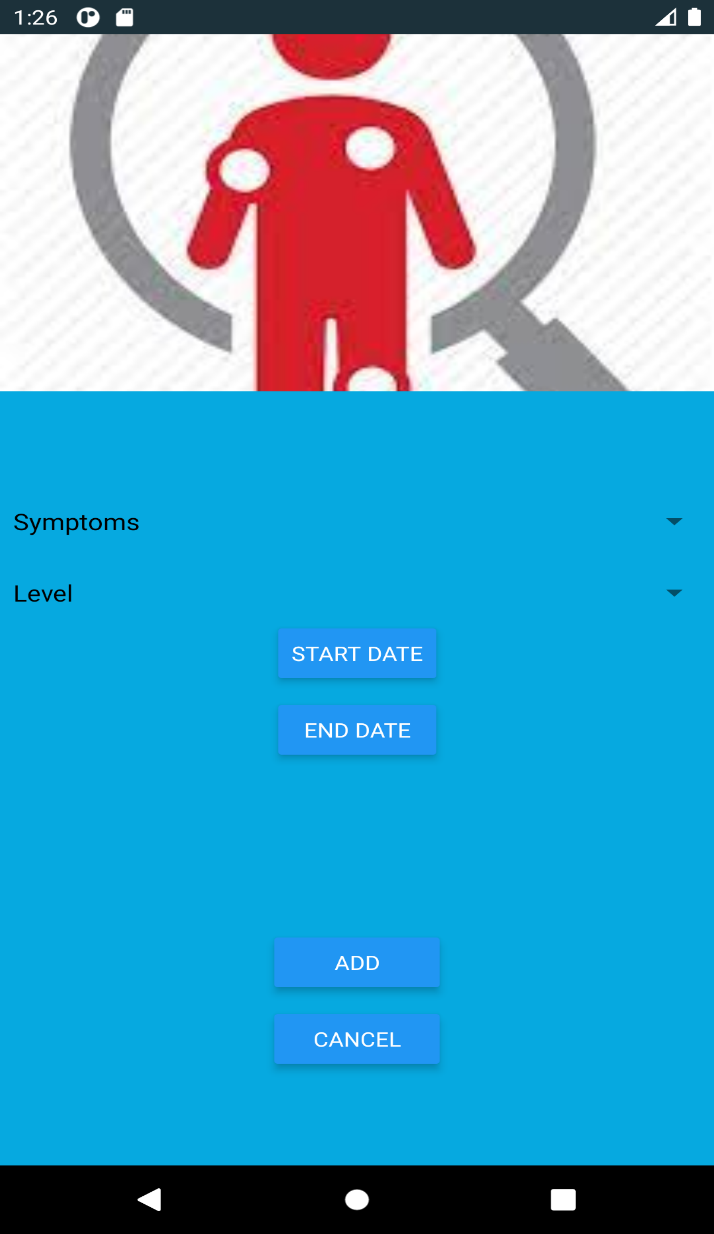 1:26
Symptoms
Level
START DATE
END DATE
ADD
CANCEL